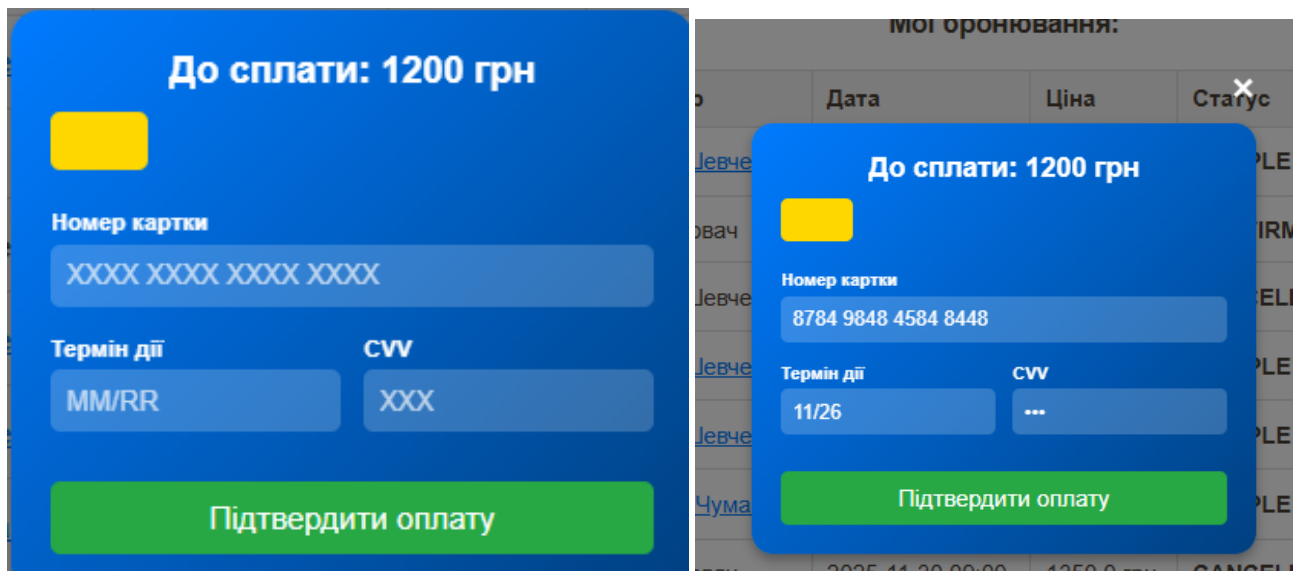 До сплати: 1200 грн
Номер картки
XXXX XXXX XXXX XXXX
Термін дії CVV
MM/RR XXX
Підтвердити оплату
Мої бронювання:
Дата Ціна Статус
До сплати: 1200 грн
Номер картки
8784 9848 4584 8448
Термін дії CVV
11/26 •••
Підтвердити оплату